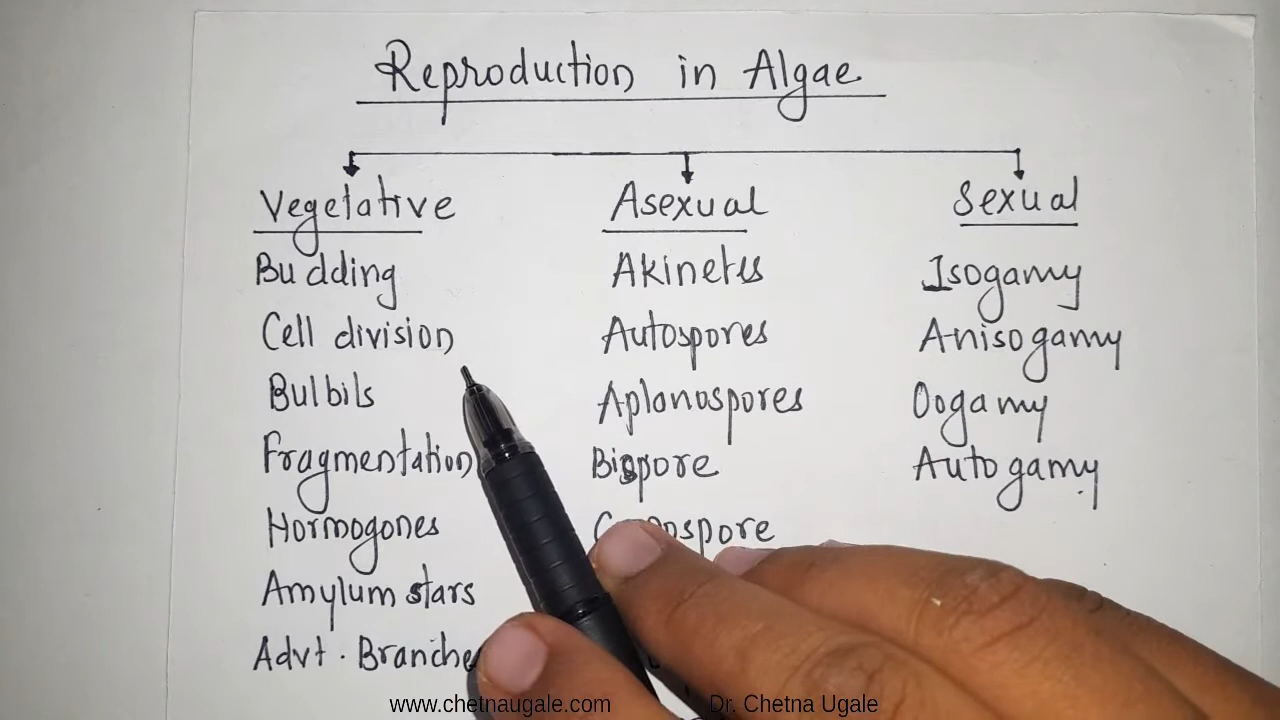 Reproduction in Algae
Vegetative
Budding
Cell division
Bulbils
Fragmentation
Hormogones
Amylum stars
Advt. Branche
Asexual
Akinetes
Autospores
Aplanospores
Bispore
Sexual
Isogamy
Anisogamy
Oogamy
Autogamy
www.chetnaugale.com Dr. Chetna Ugale